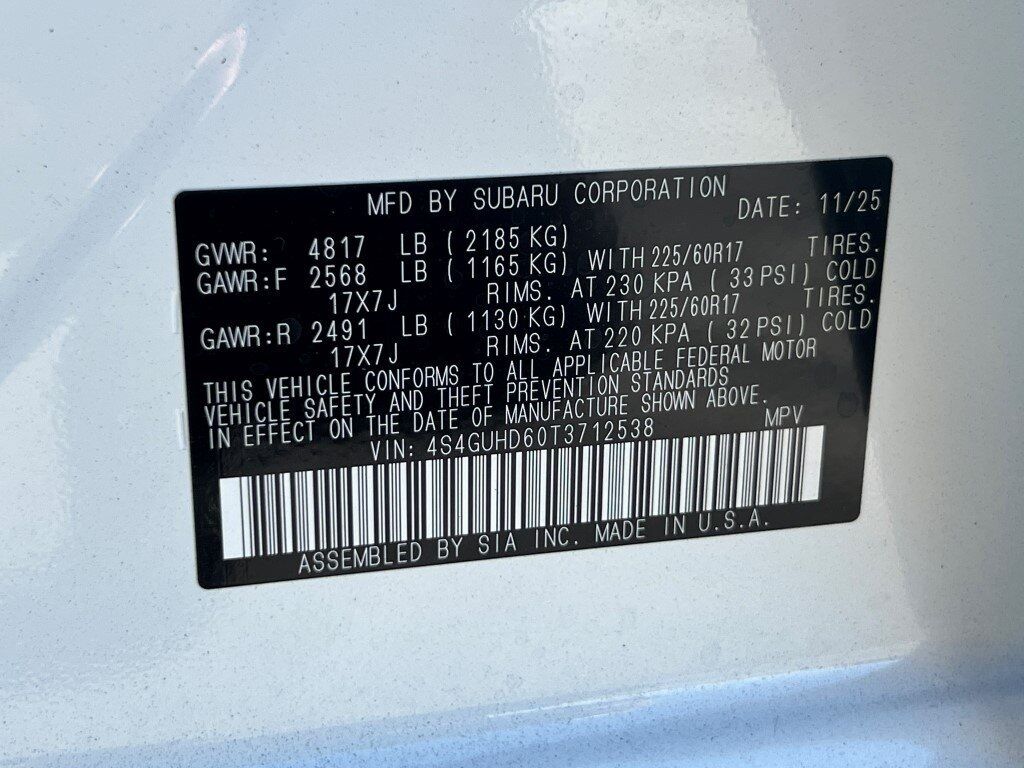 MFD BY SUBARU CORPORATION DATE: 11/25
GVWR: 4817 LB ( 2185 KG)
GAWR:F 2568 LB ( 1165 KG) WITH 225/60R17 TIRES.
17X7J RIMS. AT 230 KPA ( 33 PSI) COLD
GAWR:R 2491 LB ( 1130 KG) WITH 225/60R17 TIRES.
17X7J RIMS. AT 220 KPA ( 32 PSI) COLD
THIS VEHICLE CONFORMS TO ALL APPLICABLE FEDERAL MOTOR
VEHICLE SAFETY AND THEFT PREVENTION STANDARDS
IN EFFECT ON THE DATE OF MANUFACTURE SHOWN ABOVE.
VIN: 4S4GUHD60T3712538 MPV
ASSEMBLED BY SIA INC. MADE IN U.S.A.